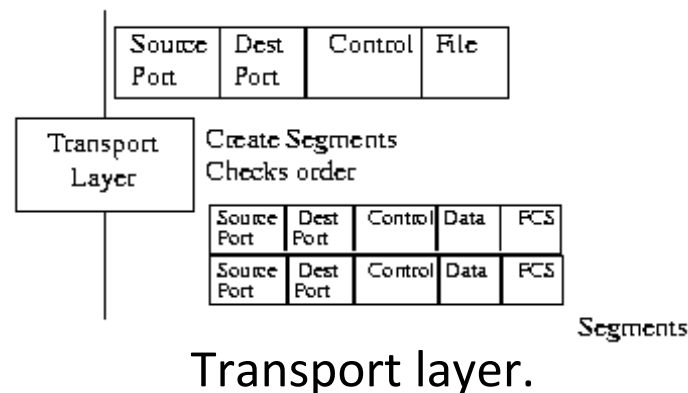 Source Dest Control File
Port Port
Transport Create Segments
Layer Checks order
Source Dest Control Data FCS
Port Port
Source Dest Control Data FCS
Port Port
Segments
Transport layer.